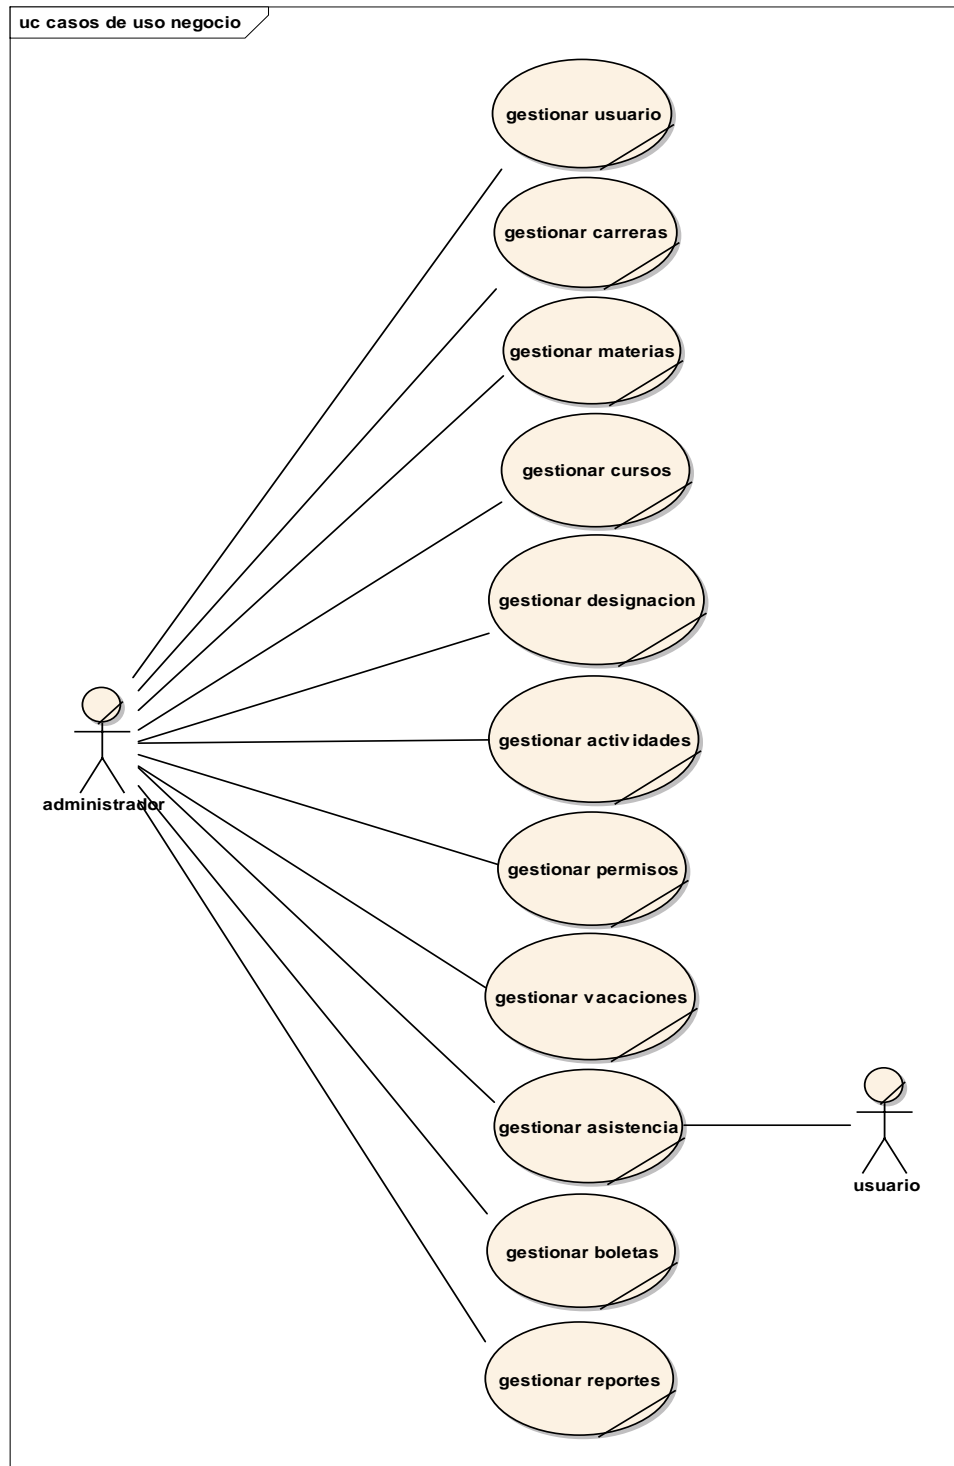 uc casos de uso negocio
gestionar usuario
gestionar carreras
gestionar materias
gestionar cursos
gestionar designacion
gestionar actividades
administrador
gestionar permisos
gestionar vacaciones
gestionar asistencia
usuario
gestionar boletas
gestionar reportes